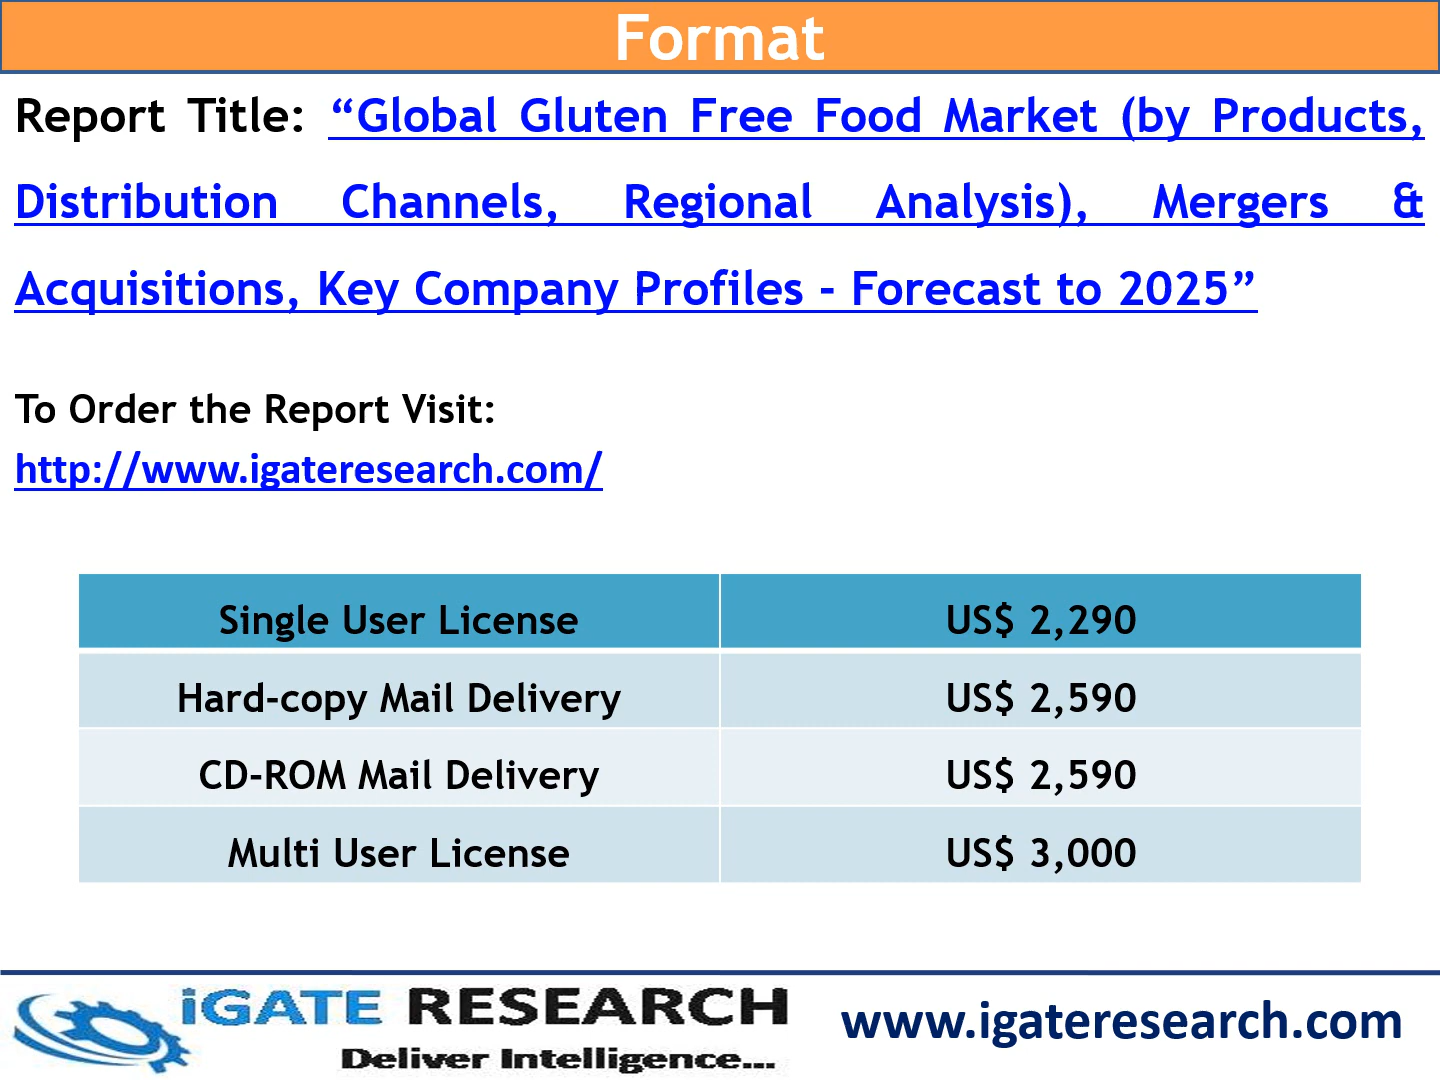 Format
Report Title: “Global Gluten Free Food Market (by Products,
Distribution Channels, Regional Analysis), Mergers &
Acquisitions, Key Company Profiles - Forecast to 2025”
To Order the Report Visit:
http://www.igateresearch.com/
Single User License US$ 2,290
Hard-copy Mail Delivery US$ 2,590
CD-ROM Mail Delivery US$ 2,590
Multi User License US$ 3,000
iGATE RESEARCH
Deliver Intelligence...
www.igateresearch.com